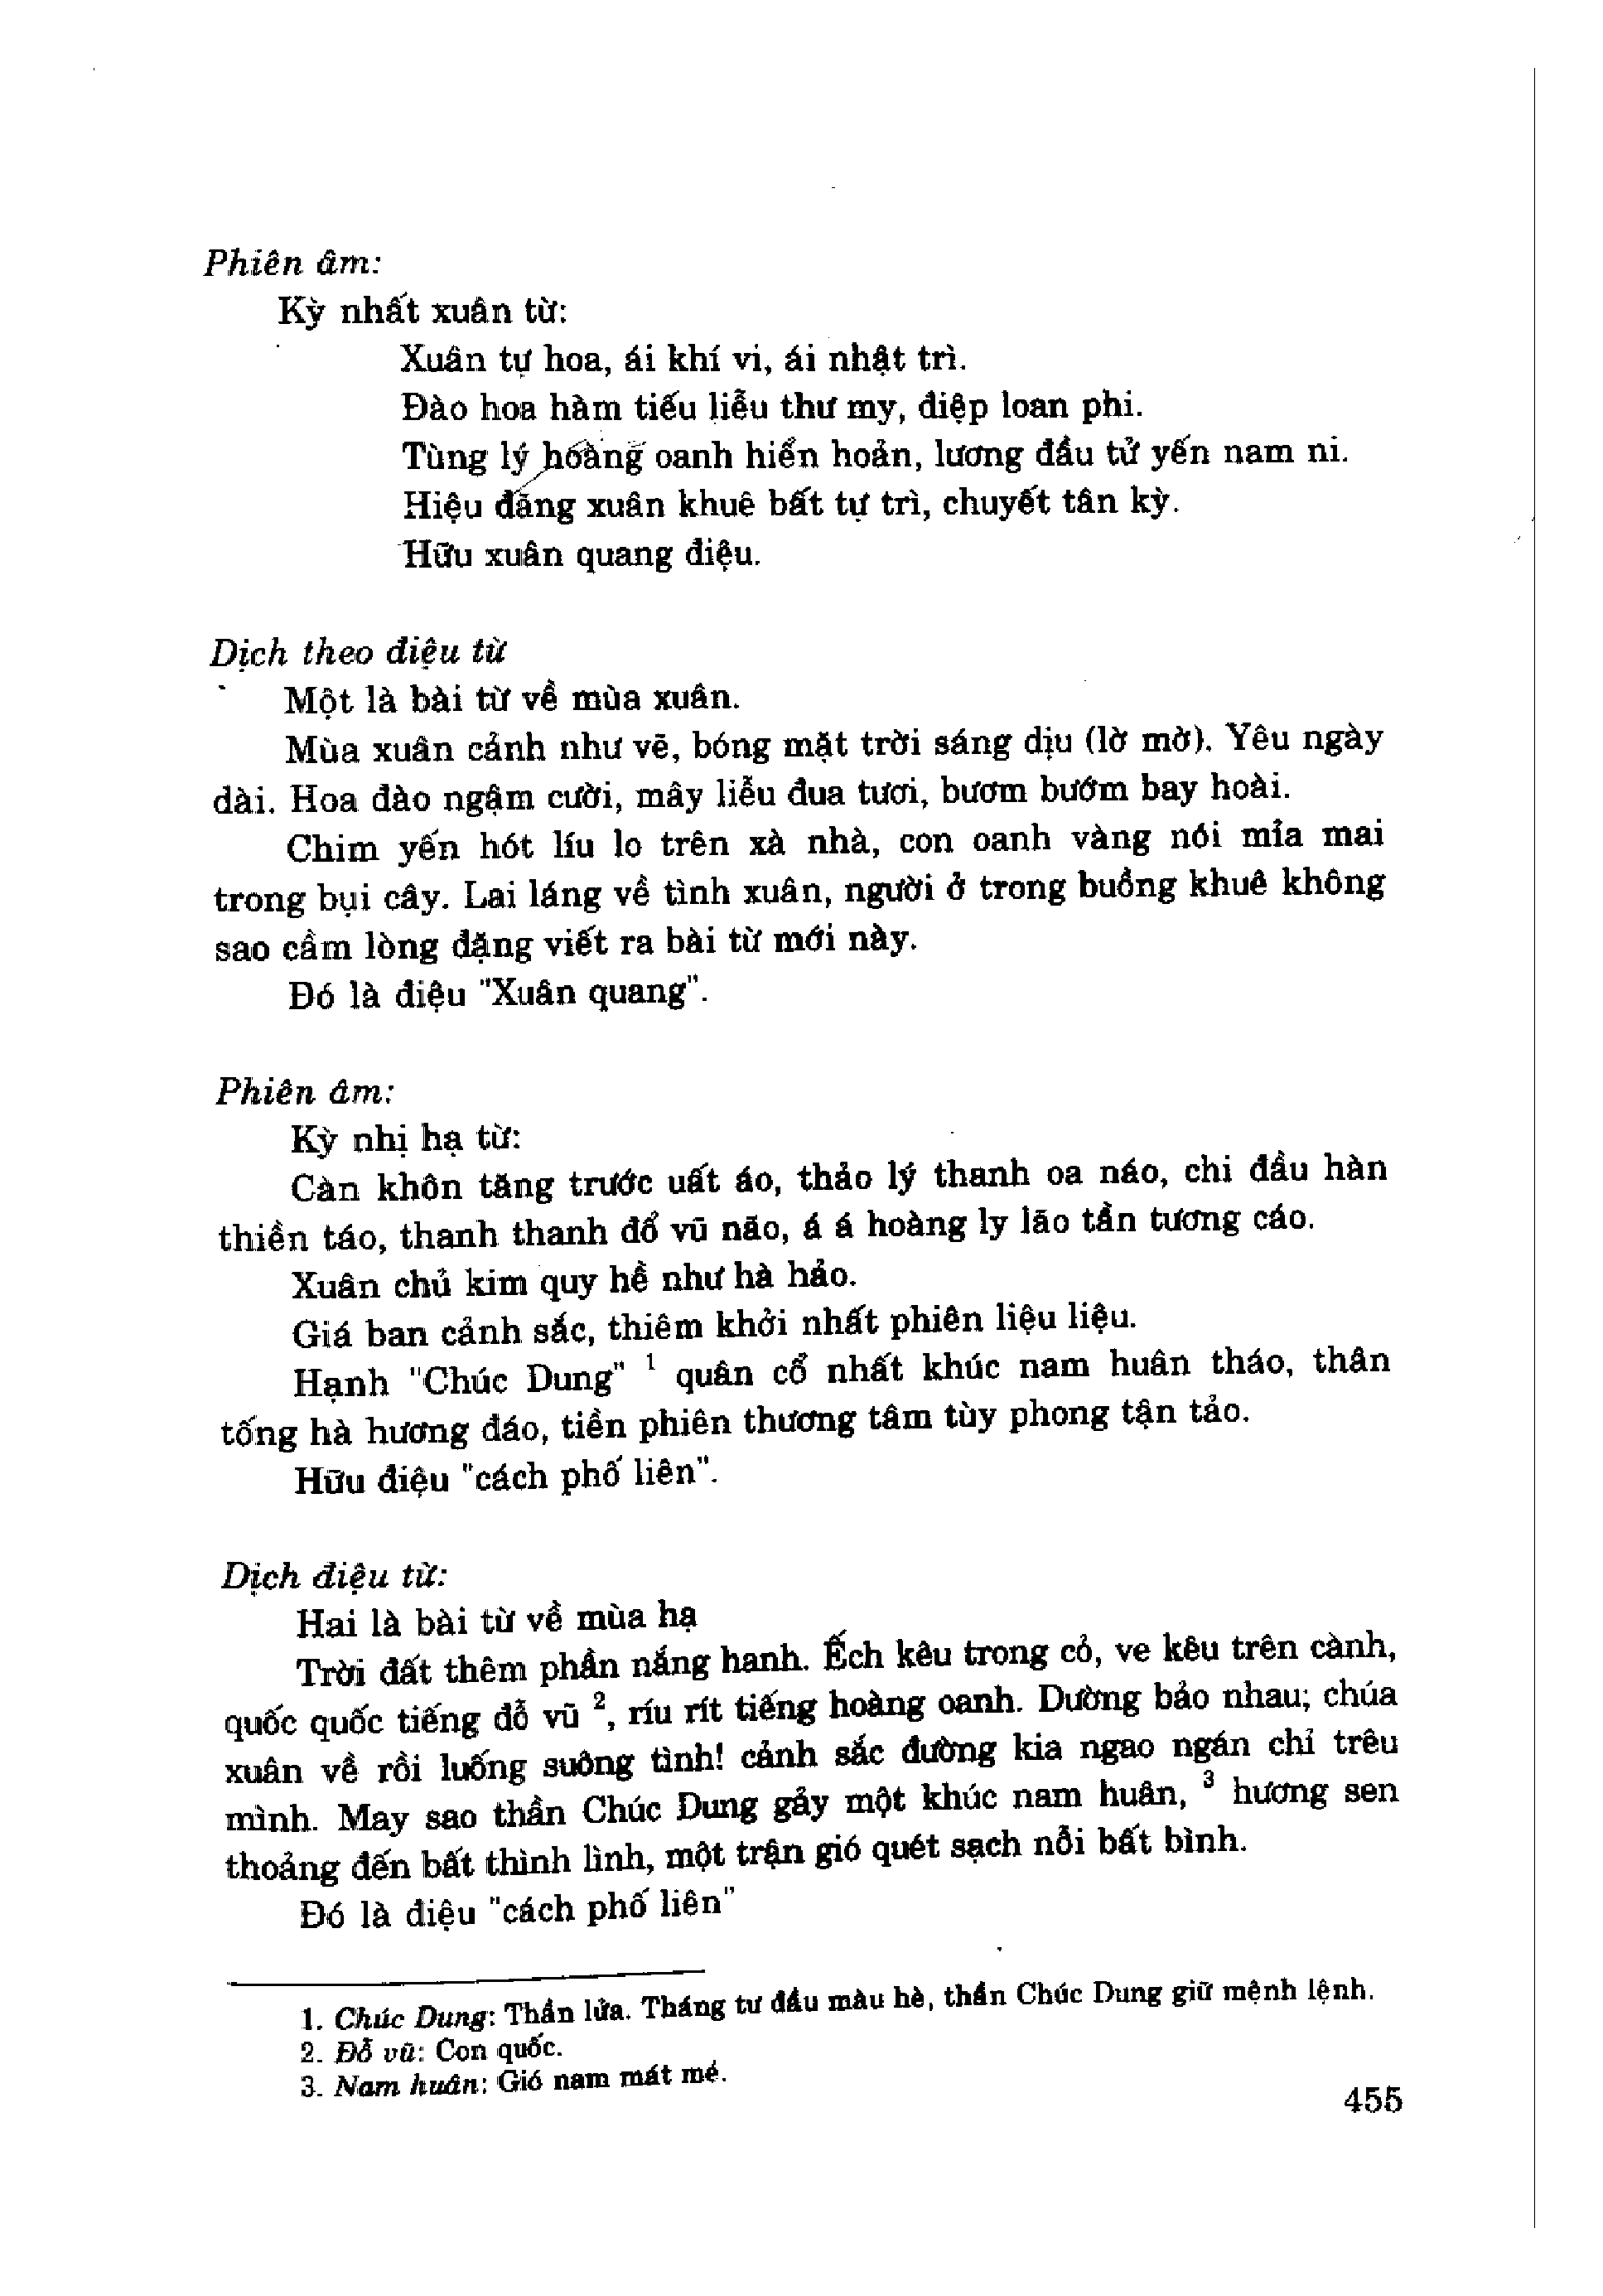 Phiên âm:
Kỳ nhất xuân từ:
Xuân tự hoa, ái khí vi, ái nhật trì.
Đào hoa hàm tiếu liễu thư my, điệp loan phi.
Tùng lý hoàng oanh hiển hoản, lương đầu tử yến nam ni.
Hiệu đãng xuân khuê bất tự trì, chuyết tân kỳ.
Hữu xuân quang điệu.
Dịch theo điệu từ
Một là bài từ về mùa xuân.
Mùa xuân cảnh như vẽ, bóng mặt trời sáng dịu (lờ mờ). Yêu ngày
dài. Hoa đào ngậm cười, mây liễu đua tươi, bươm bướm bay hoài.
Chim yến hót líu lo trên xà nhà, con oanh vàng nói mỉa mai
trong bụi cây. Lai láng về tình xuân, người ở trong buồng khuê không
sao cầm lòng đặng viết ra bài từ mới này.
Đó là điệu "Xuân quang".
Phiên âm:
Kỳ nhị hạ từ:
Càn khôn tăng trước uất áo, thảo lý thanh oa náo, chi đầu hàn
thiền táo, thanh thanh đổ vũ não, á á hoàng ly lão tần tương cáo.
Xuân chủ kim quy hề như hà hảo.
Giá ban cảnh sắc, thiêm khởi nhất phiên liệu liệu.
Hạnh "Chúc Dung" 1 quân cổ nhất khúc nam huân tháo, thân
tống hà hương đáo, tiền phiên thương tâm tùy phong tận tảo.
Hữu điệu "cách phố liên".
Dịch điệu từ:
Hai là bài từ về mùa hạ
Trời đất thêm phần nắng hanh. Ếch kêu trong cỏ, ve kêu trên cành,
quốc quốc tiếng đỗ vũ 2, ríu rít tiếng hoàng oanh. Dường bảo nhau; chúa
xuân về rồi luống suông tình! cảnh sắc đường kia ngao ngán chỉ trêu
mình. May sao thần Chúc Dung gảy một khúc nam huân, 3 hương sen
thoảng đến bất thình lình, một trận gió quét sạch nỗi bất bình.
Đó là điệu "cách phố liên"
1. Chúc Dung: Thần lửa. Tháng tư đầu màu hè, thần Chúc Dung giữ mệnh lệnh.
2. Đỗ vũ: Con quốc.
3. Nam huân: Gió nam mát mẻ.
455